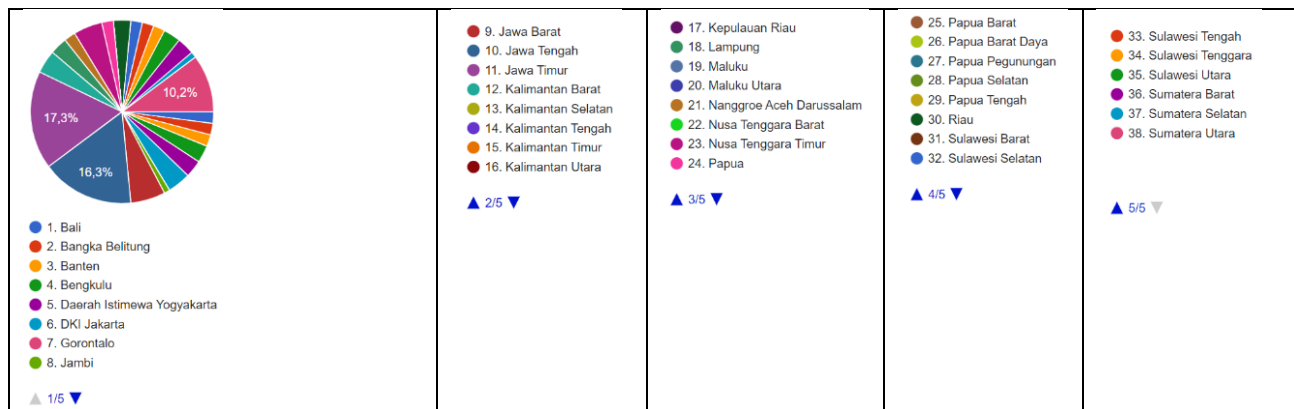 10,2%
17,3%
16,3%
1. Bali
2. Bangka Belitung
3. Banten
4. Bengkulu
5. Daerah Istimewa Yogyakarta
6. DKI Jakarta
7. Gorontalo
8. Jambi
1/5
9. Jawa Barat
10. Jawa Tengah
11. Jawa Timur
12. Kalimantan Barat
13. Kalimantan Selatan
14. Kalimantan Tengah
15. Kalimantan Timur
16. Kalimantan Utara
2/5
17. Kepulauan Riau
18. Lampung
19. Maluku
20. Maluku Utara
21. Nanggroe Aceh Darussalam
22. Nusa Tenggara Barat
23. Nusa Tenggara Timur
24. Papua
3/5
25. Papua Barat
26. Papua Barat Daya
27. Papua Pegunungan
28. Papua Selatan
29. Papua Tengah
30. Riau
31. Sulawesi Barat
32. Sulawesi Selatan
4/5
33. Sulawesi Tengah
34. Sulawesi Tenggara
35. Sulawesi Utara
36. Sumatera Barat
37. Sumatera Selatan
38. Sumatera Utara
5/5